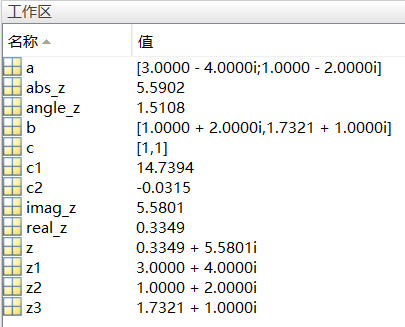 工作区
名称 值
a [3.0000 - 4.0000i;1.0000 - 2.0000i]
abs_z 5.5902
angle_z 1.5108
b [1.0000 + 2.0000i,1.7321 + 1.0000i]
c [1,1]
c1 14.7394
c2 -0.0315
imag_z 5.5801
real_z 0.3349
z 0.3349 + 5.5801i
z1 3.0000 + 4.0000i
z2 1.0000 + 2.0000i
z3 1.7321 + 1.0000i